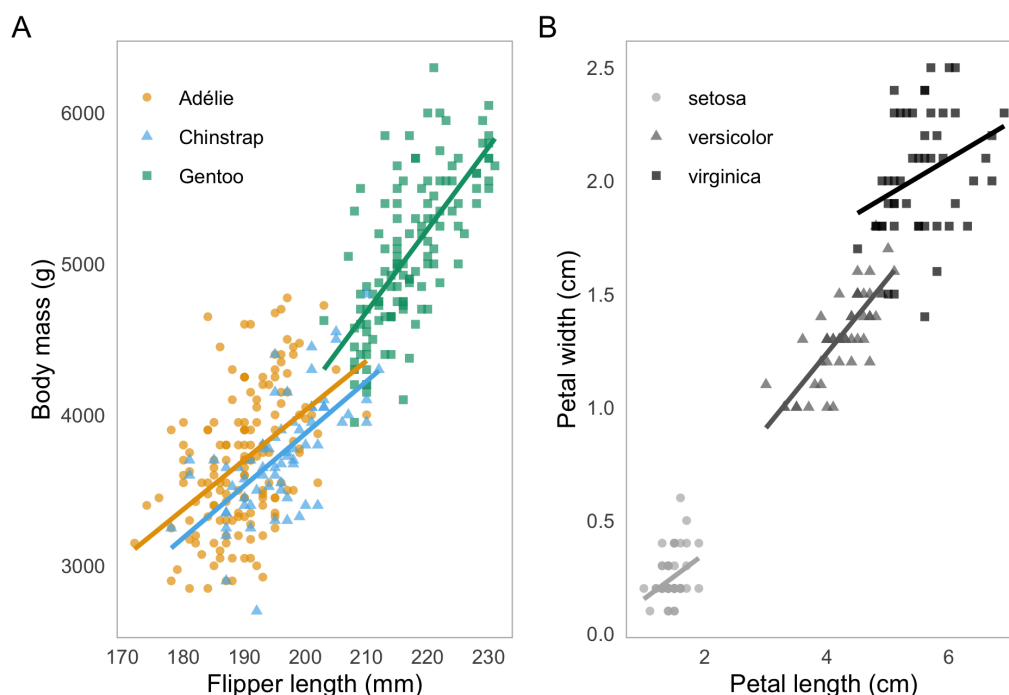 A
B
Adélie
Chinstrap
Gentoo
6000
5000
4000
3000
Body mass (g)
170 180 190 200 210 220 230
Flipper length (mm)
setosa
versicolor
virginica
2.5
2.0
1.5
1.0
0.5
0.0
Petal width (cm)
2 4 6
Petal length (cm)